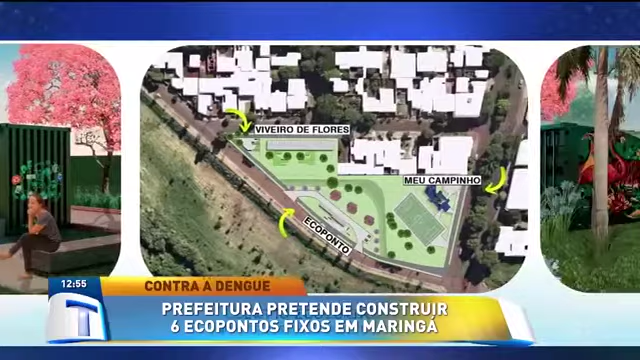 VIVEIRO DE FLORES
MEU CAMPINHO
ECOPONTO
12:55
CONTRA À DENGUE
T
PREFEITURA PRETENDE CONSTRUIR
6 ECOPONTOS FIXOS EM MARINGÁ